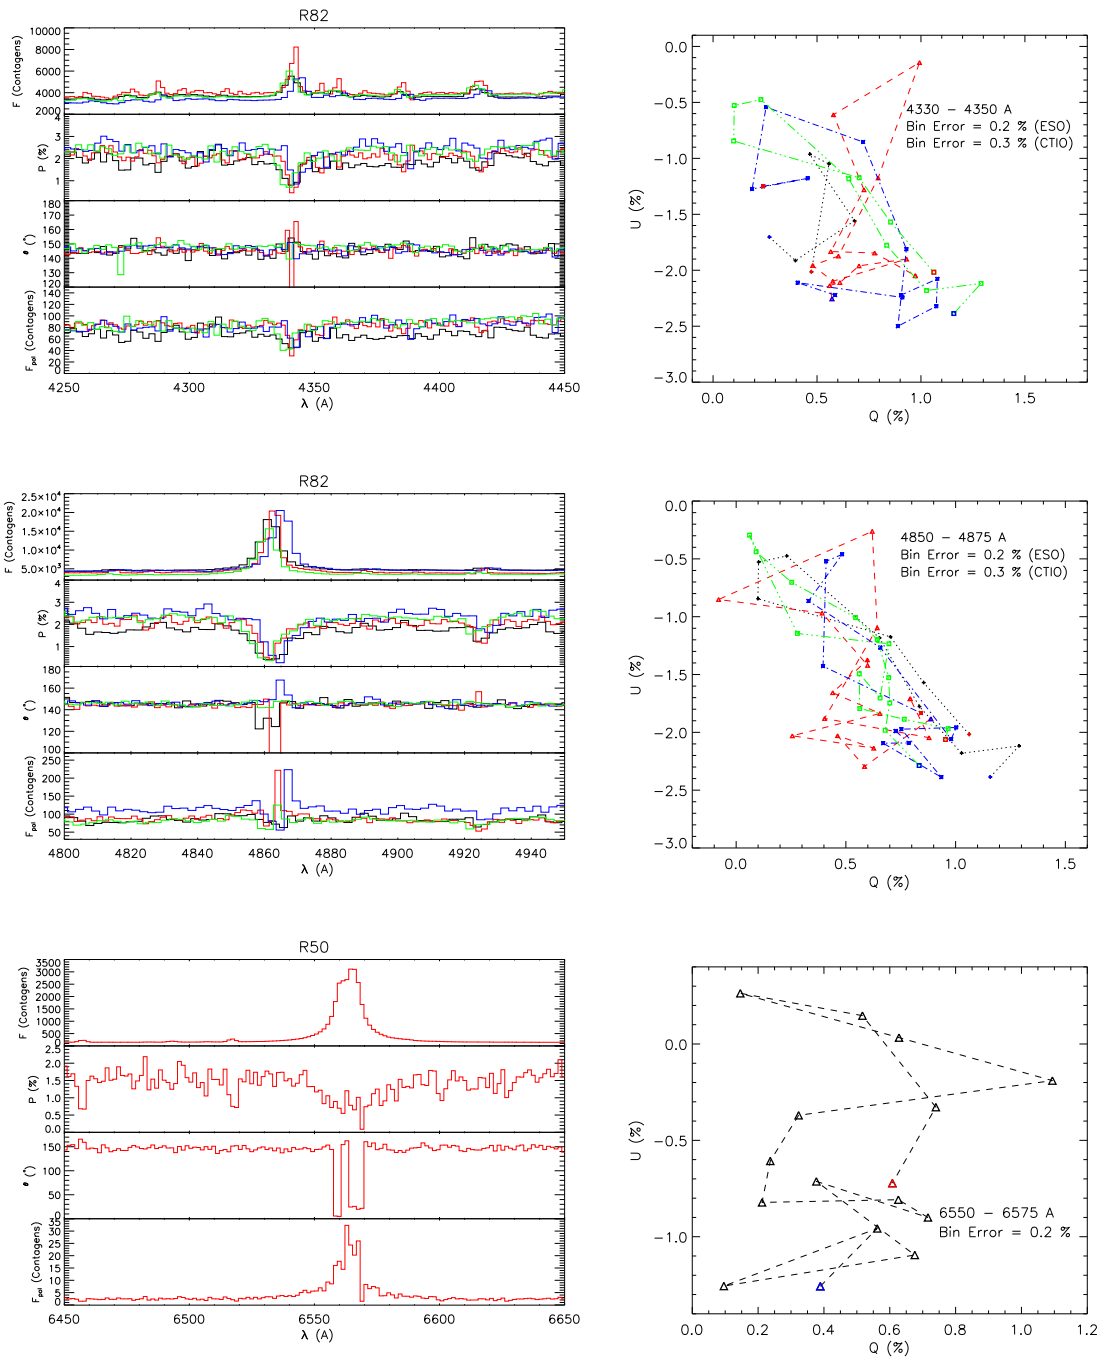 R82
10000
8000
6000
4000
2000
F (Contagens)
4
3
2
1
P (%)
180
170
160
150
140
130
120
θ (°)
140
120
100
80
60
40
20
0
F_pol (Contagens)
4250 4300 4350 4400 4450
λ (A)
0.0
−0.5
−1.0
−1.5
−2.0
−2.5
−3.0
U (%)
4330 − 4350 A
Bin Error = 0.2 % (ESO)
Bin Error = 0.3 % (CTIO)
0.0 0.5 1.0 1.5
Q (%)
R82
2.5×10⁴
2.0×10⁴
1.5×10⁴
1.0×10⁴
5.0×10³
F (Contagens)
4
3
2
1
P (%)
180
160
140
120
100
θ (°)
250
200
150
100
50
F_pol (Contagens)
4800 4820 4840 4860 4880 4900 4920 4940
λ (A)
0.0
−0.5
−1.0
−1.5
−2.0
−2.5
−3.0
U (%)
4850 − 4875 A
Bin Error = 0.2 % (ESO)
Bin Error = 0.3 % (CTIO)
0.0 0.5 1.0 1.5
Q (%)
R50
3500
3000
2500
2000
1500
1000
500
0
F (Contagens)
2.5
2.0
1.5
1.0
0.5
0.0
P (%)
150
100
50
0
θ (°)
35
30
25
20
15
10
5
0
F_pol (Contagens)
6450 6500 6550 6600 6650
λ (A)
0.0
−0.5
−1.0
U (%)
6550 − 6575 A
Bin Error = 0.2 %
0.0 0.2 0.4 0.6 0.8 1.0 1.2
Q (%)